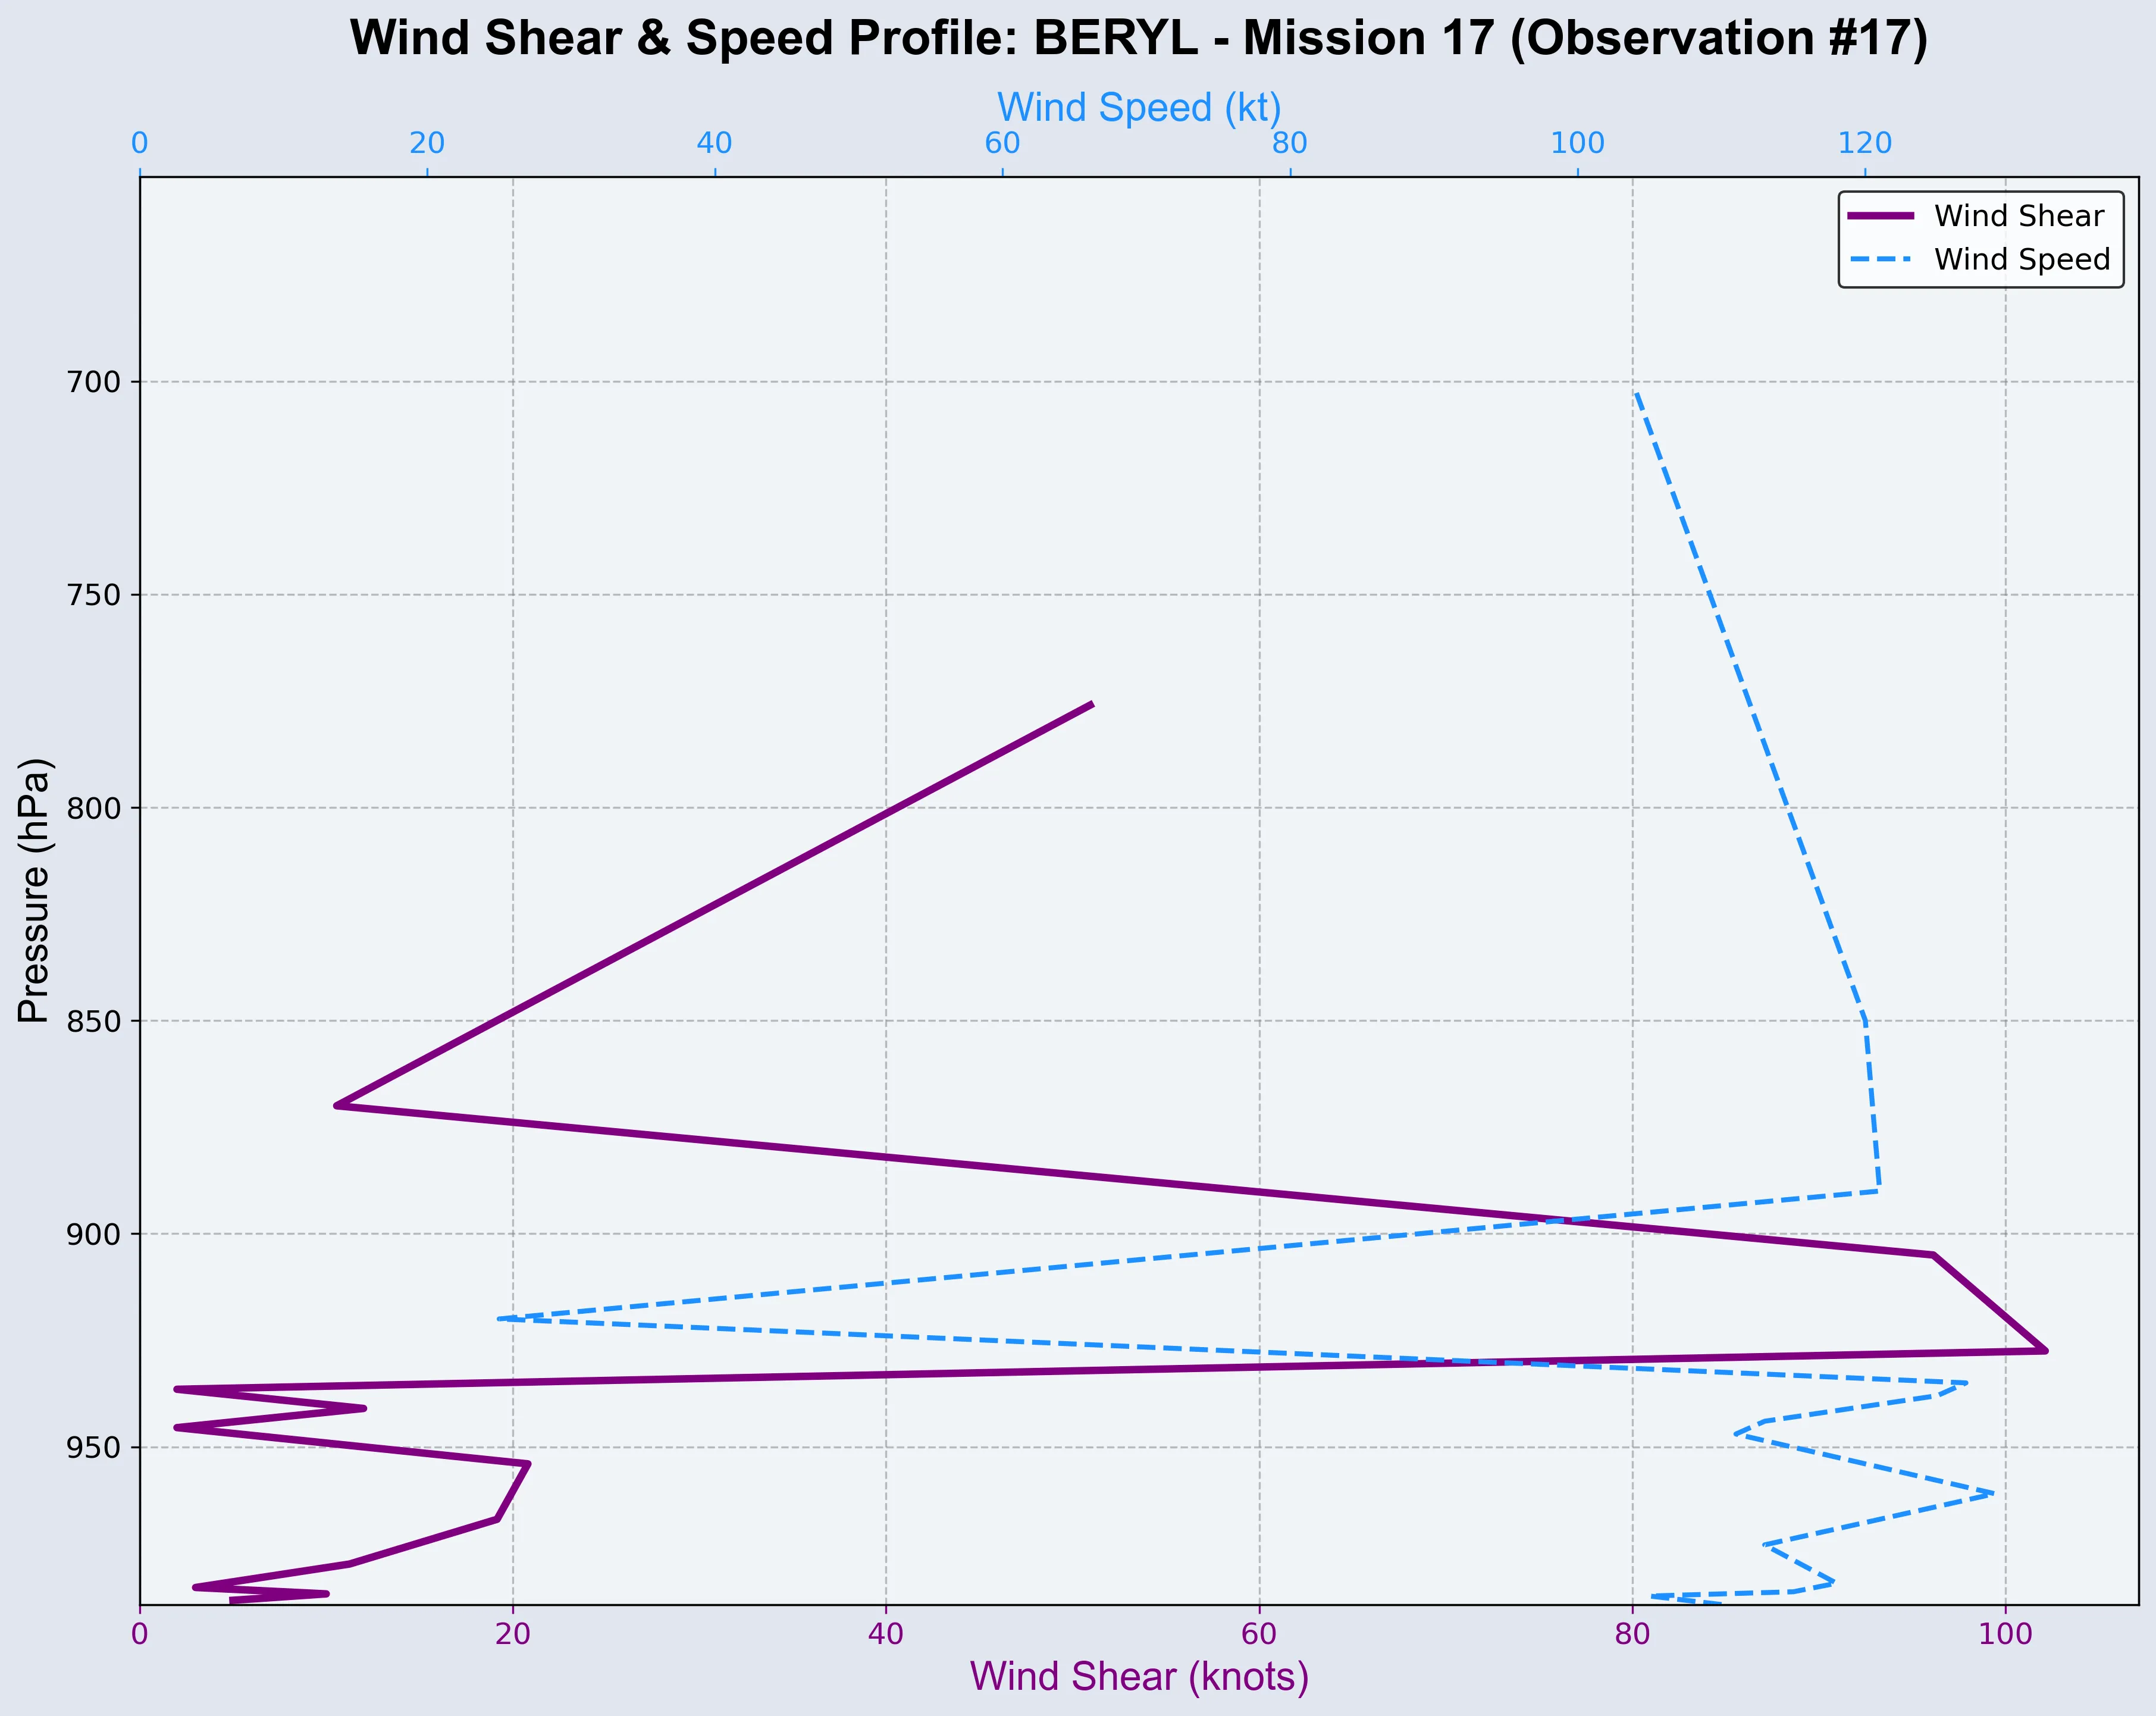 Wind Shear & Speed Profile: BERYL - Mission 17 (Observation #17)
Wind Speed (kt)
0 20 40 60 80 100 120
Wind Shear
Wind Speed
Pressure (hPa)
700
750
800
850
900
950
0 20 40 60 80 100
Wind Shear (knots)